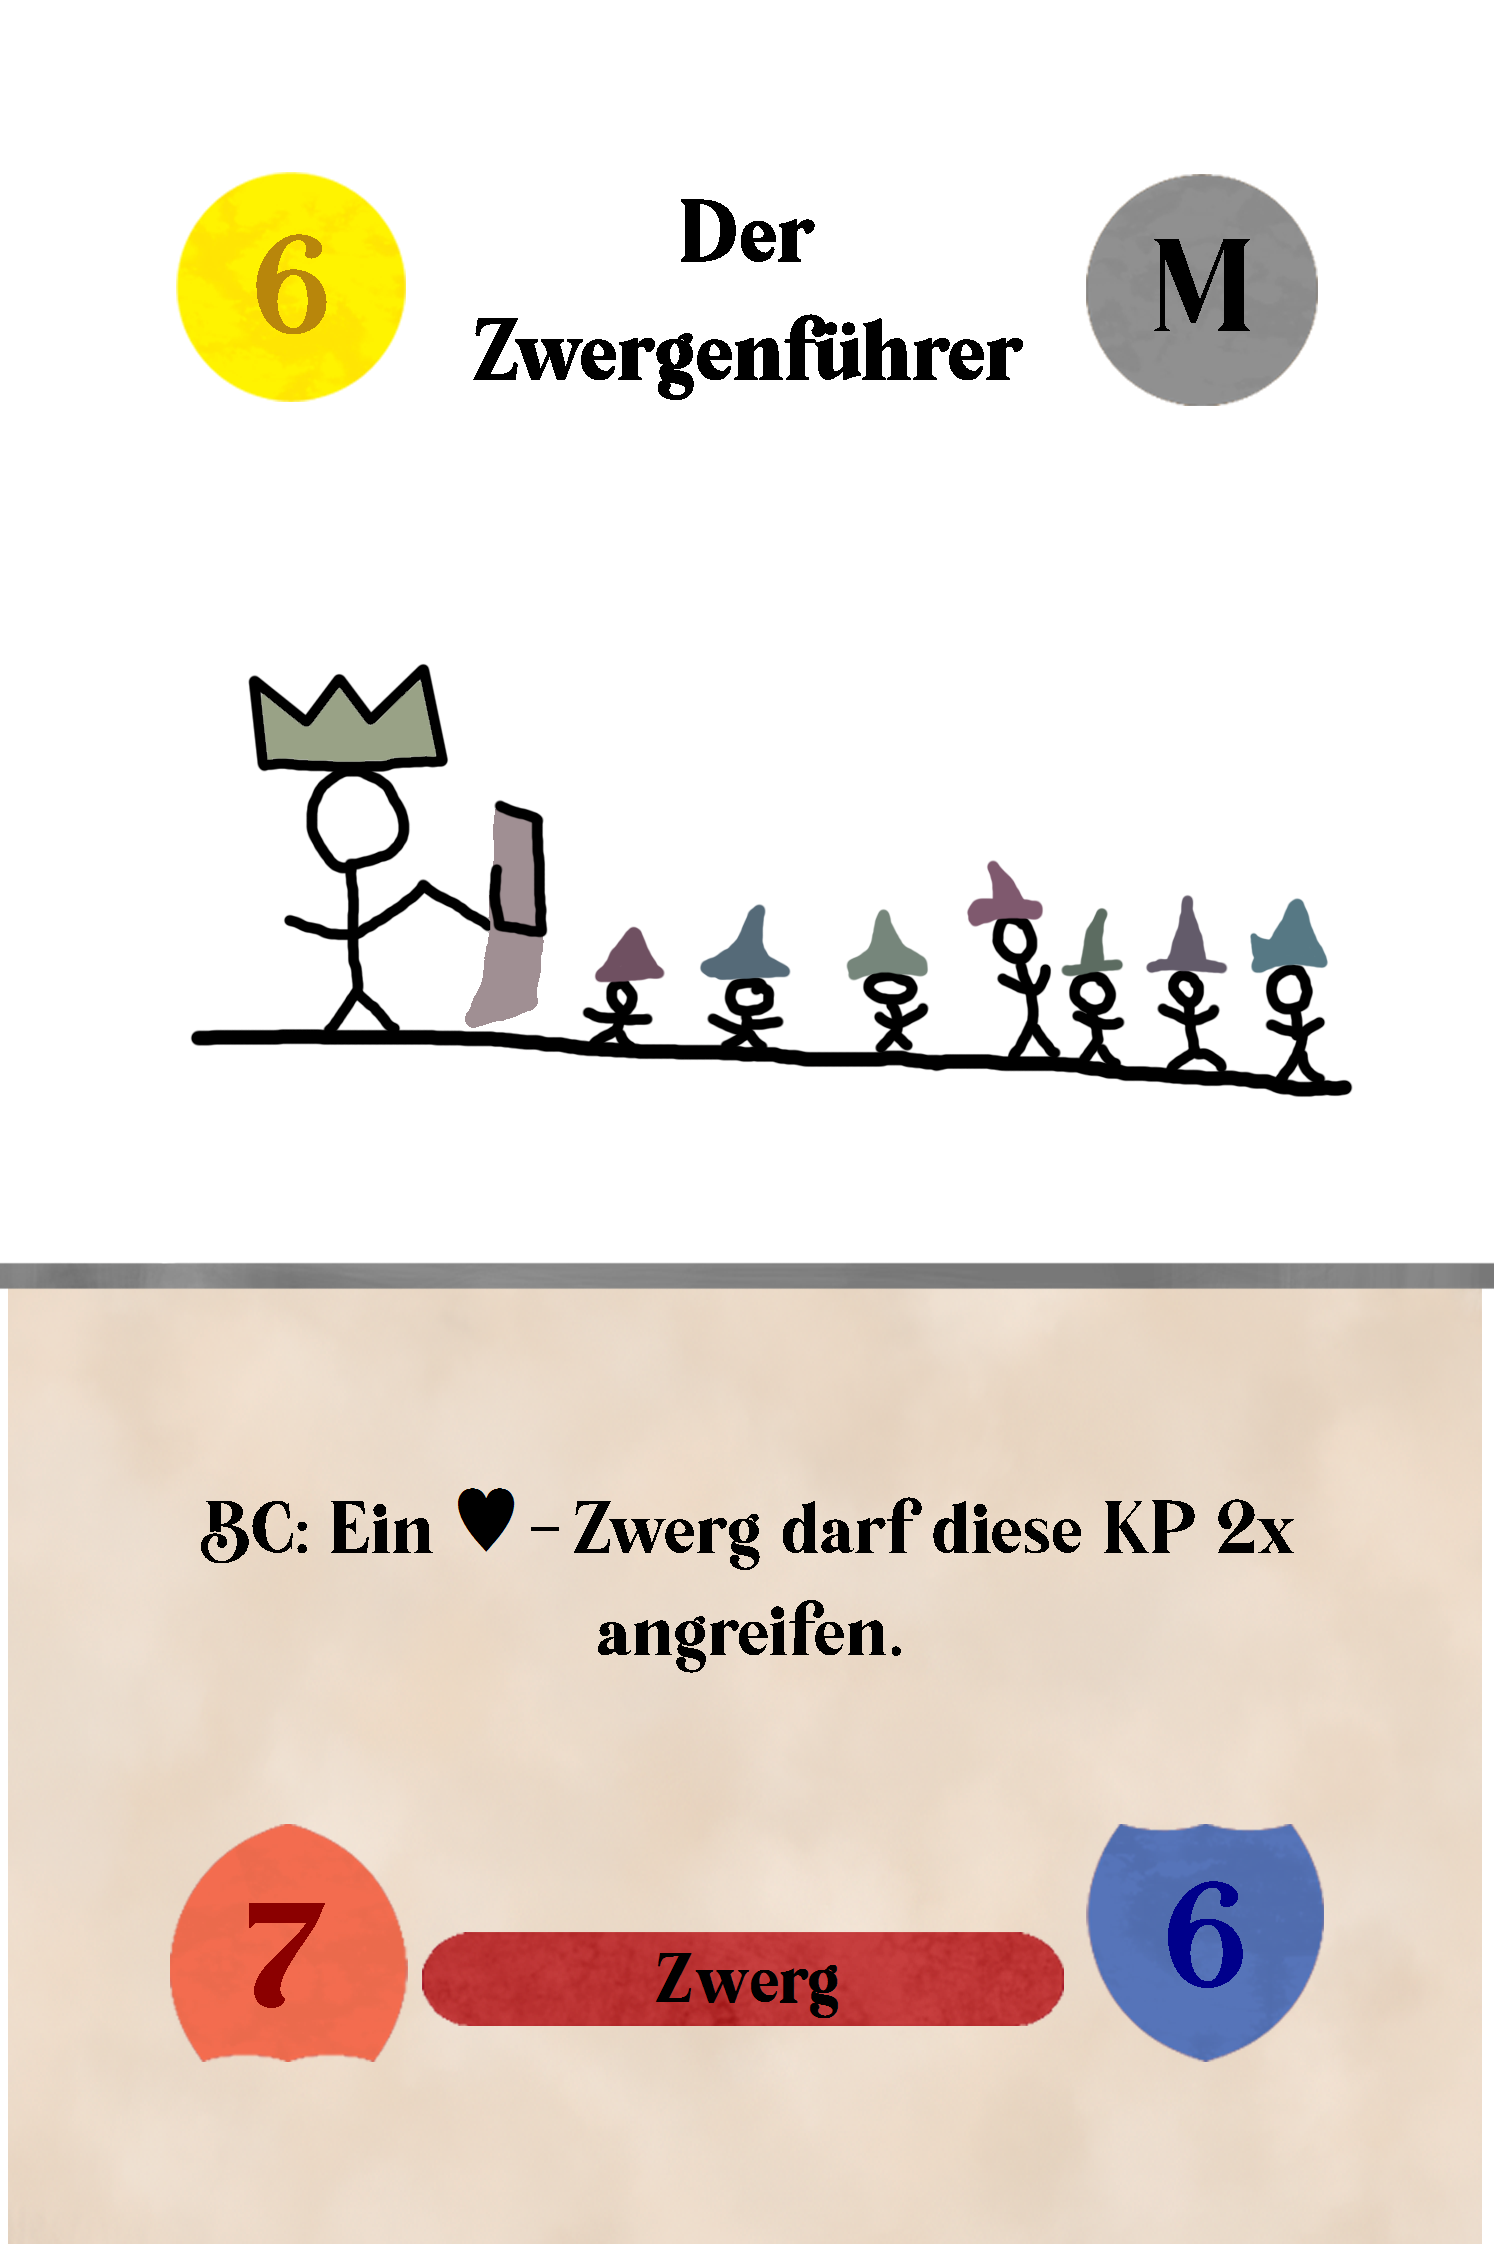 6
Der
Zwergenführer
M
BC: Ein ♥ - Zwerg darf diese KP 2x
angreifen.
7
Zwerg
6